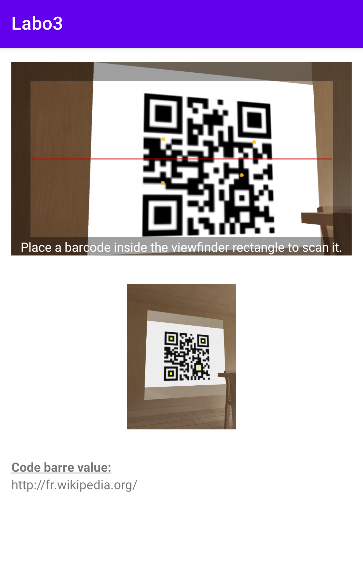 Labo3
Place a barcode inside the viewfinder rectangle to scan it.
Code barre value:
http://fr.wikipedia.org/